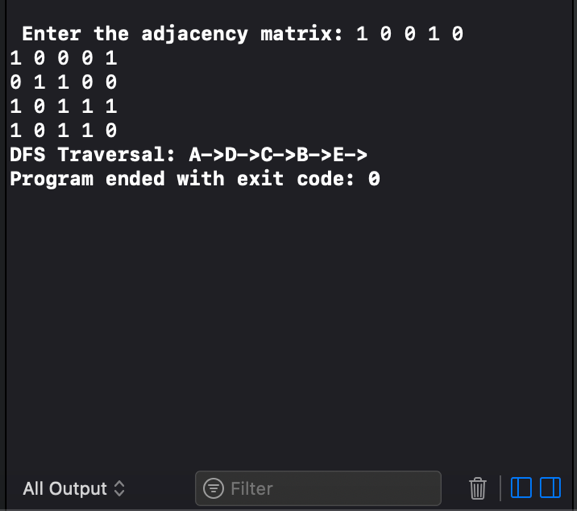 Enter the adjacency matrix: 1 0 0 1 0
1 0 0 0 1
0 1 1 0 0
1 0 1 1 1
1 0 1 1 0
DFS Traversal: A->D->C->B->E->
Program ended with exit code: 0
All Output
Filter